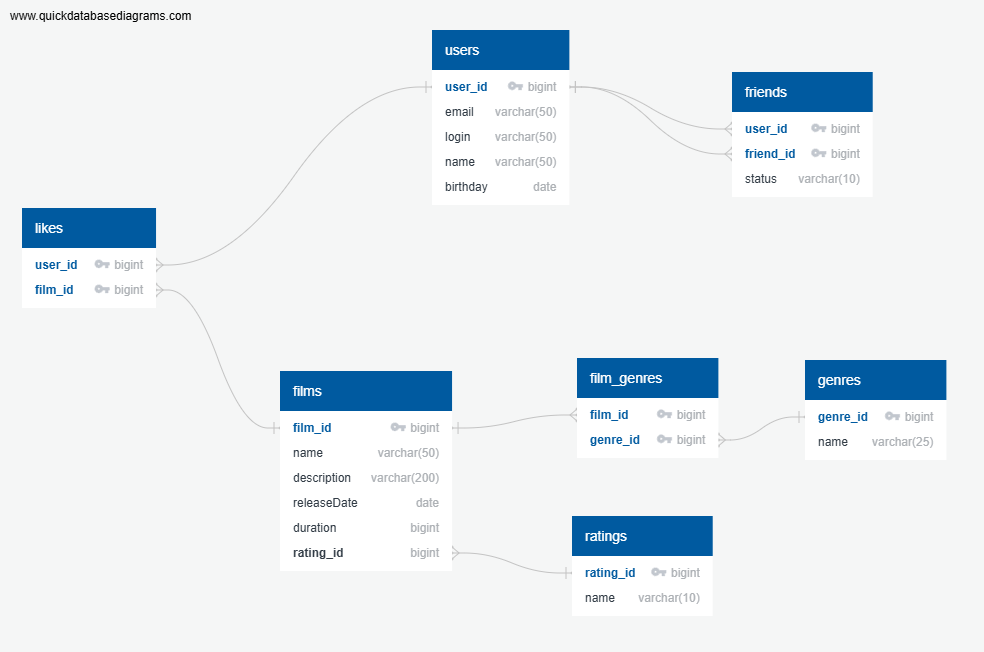 www.quickdatabasediagrams.com
users
user_id bigint
email varchar(50)
login varchar(50)
name varchar(50)
birthday date
friends
user_id bigint
friend_id bigint
status varchar(10)
likes
user_id bigint
film_id bigint
films
film_id bigint
name varchar(50)
description varchar(200)
releaseDate date
duration bigint
rating_id bigint
film_genres
film_id bigint
genre_id bigint
genres
genre_id bigint
name varchar(25)
ratings
rating_id bigint
name varchar(10)